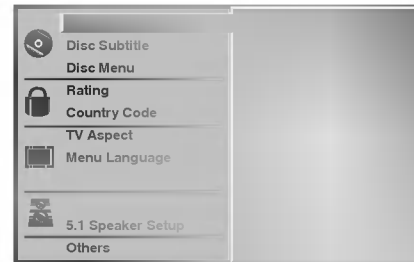 Disc Subtitle
Disc Menu
Rating
Country Code
TV Aspect
Menu Language
5.1 Speaker Setup
Others